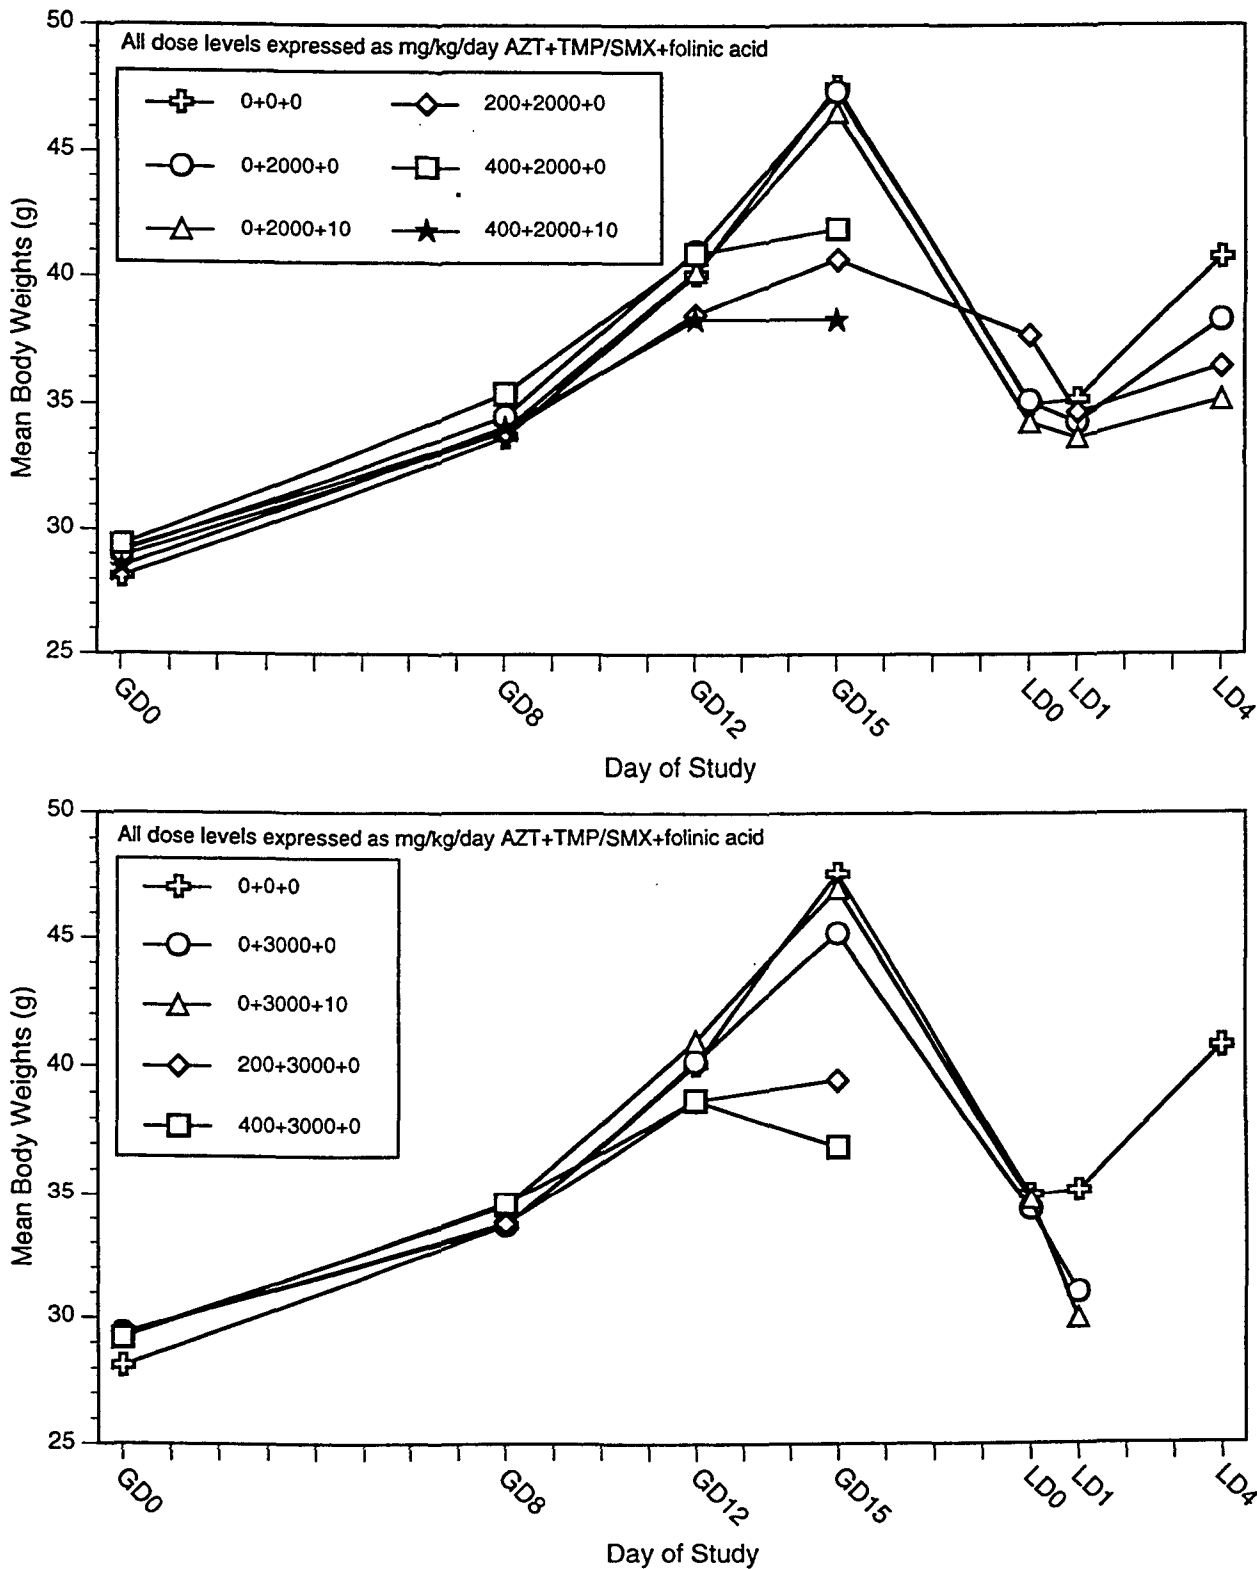 All dose levels expressed as mg/kg/day AZT+TMP/SMX+folinic acid
0+0+0
200+2000+0
0+2000+0
400+2000+0
0+2000+10
400+2000+10
Mean Body Weights (g)
50
45
40
35
30
25
GD0
GD8
GD12
GD15
LD0
LD1
LD4
Day of Study
All dose levels expressed as mg/kg/day AZT+TMP/SMX+folinic acid
0+0+0
0+3000+0
0+3000+10
200+3000+0
400+3000+0
Mean Body Weights (g)
50
45
40
35
30
25
GD0
GD8
GD12
GD15
LD0
LD1
LD4
Day of Study